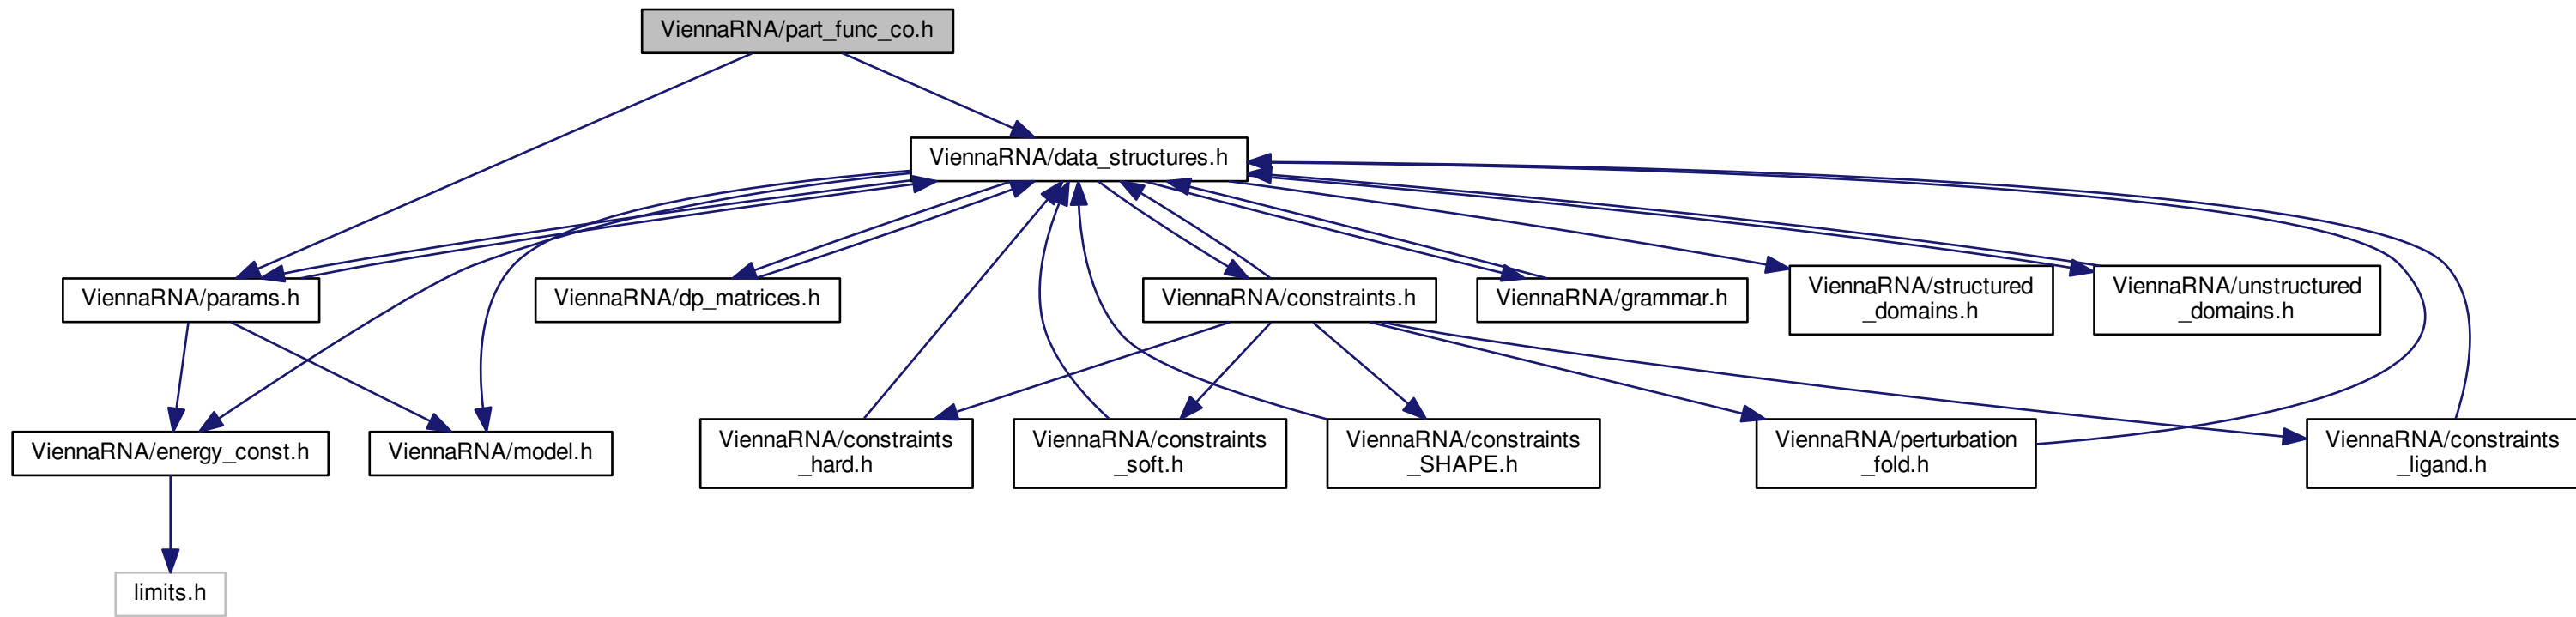 ViennaRNA/part_func_co.h
ViennaRNA/data_structures.h
ViennaRNA/params.h
ViennaRNA/dp_matrices.h
ViennaRNA/constraints.h
ViennaRNA/grammar.h
ViennaRNA/structured
_domains.h
ViennaRNA/unstructured
_domains.h
ViennaRNA/energy_const.h
ViennaRNA/model.h
ViennaRNA/constraints
_hard.h
ViennaRNA/constraints
_soft.h
ViennaRNA/constraints
_SHAPE.h
ViennaRNA/perturbation
_fold.h
ViennaRNA/constraints
_ligand.h
limits.h